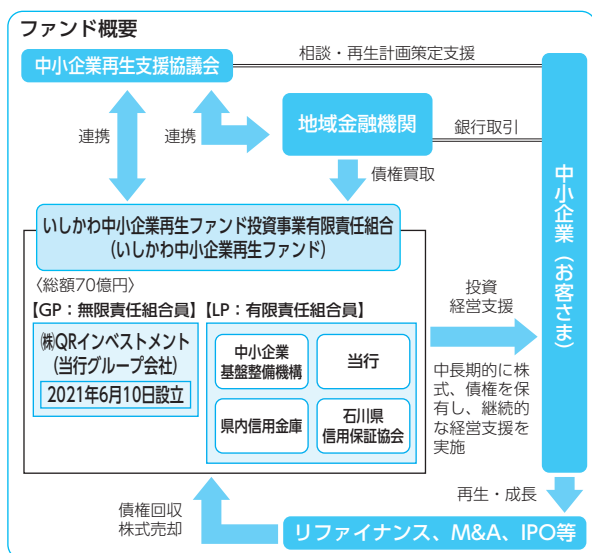 ファンド概要
中小企業再生支援協議会
相談・再生計画策定支援
連携
連携
地域金融機関
銀行取引
債権買取
中小企業（お客さま）
いしかわ中小企業再生ファンド投資事業有限責任組合
(いしかわ中小企業再生ファンド)
〈総額70億円〉
【GP：無限責任組合員】
【LP：有限責任組合員】
㈱QRインベストメント
(当行グループ会社)
2021年6月10日設立
中小企業
基盤整備機構
当行
県内信用金庫
石川県
信用保証協会
投資
経営支援
中長期的に株
式、債権を保
有し、継続的
な経営支援を
実施
再生・成長
債権回収
株式売却
リファイナンス、M&A、IPO等